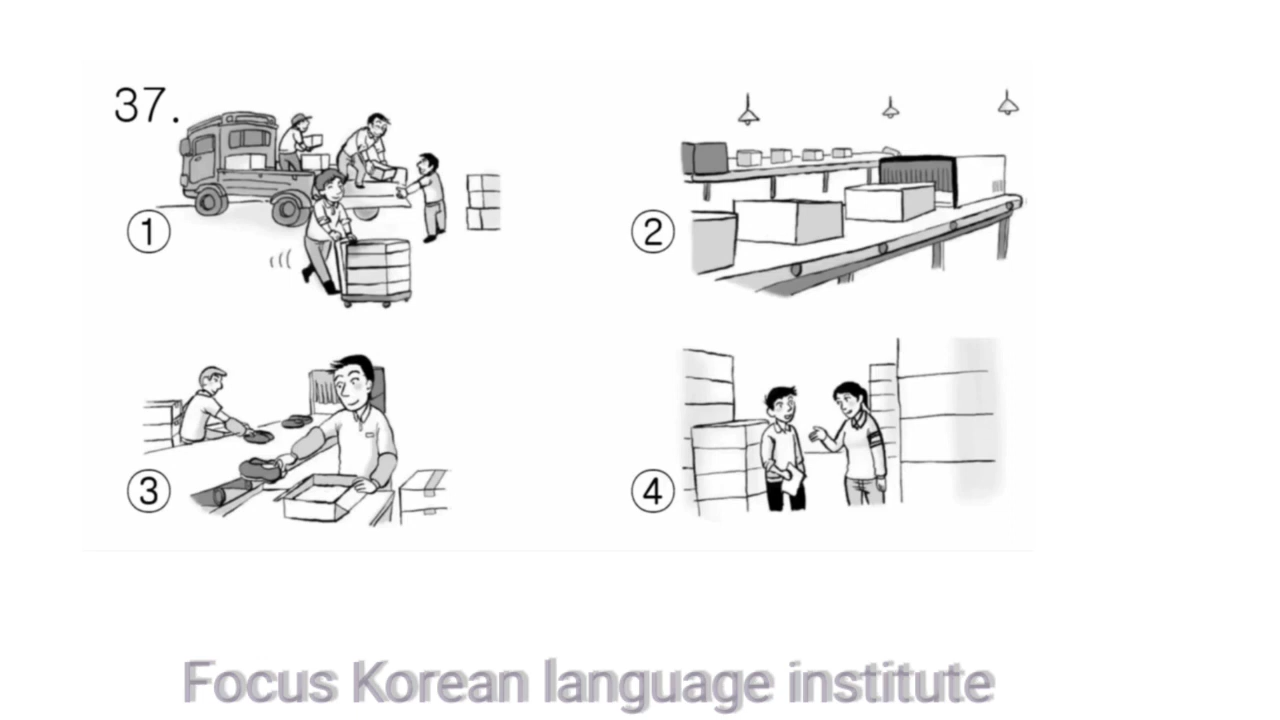 37.
① ②
③ ④
Focus Korean language institute